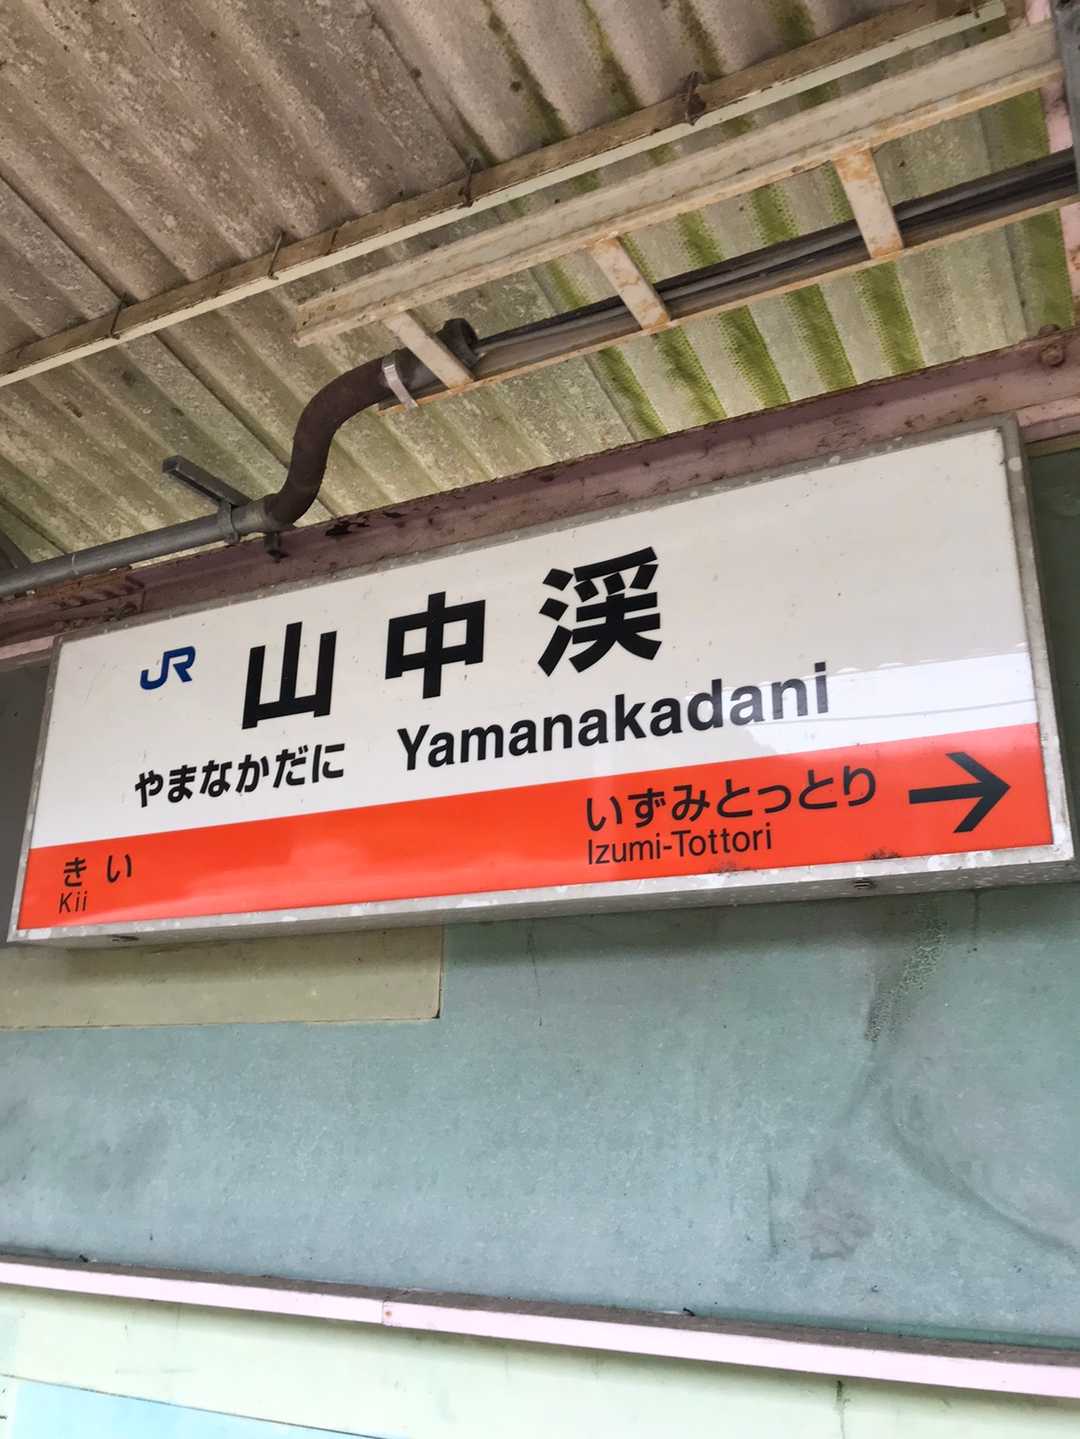 JR 山中渓
やまなかだに Yamanakadani
きい
Kii
いずみとっとり →
Izumi-Tottori